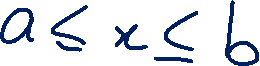 a ≤ x ≤ b